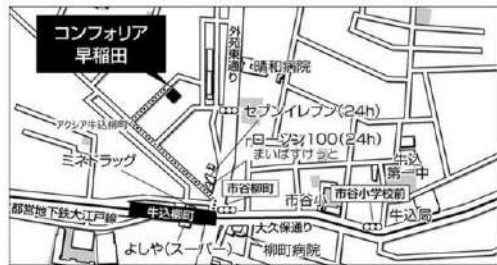 コンフォリア
早稲田
外苑東通り
晴和病院
アクシア牛込柳町
セブンイレブン(24h)
ローソン100(24h)
まいばすけっと
ミネドラッグ
市谷柳町
市谷小
市谷小学校前
牛込
第一中
都営地下鉄大江戸線
牛込柳町
大久保通り
牛込局
よしや(スーパー)
柳町病院